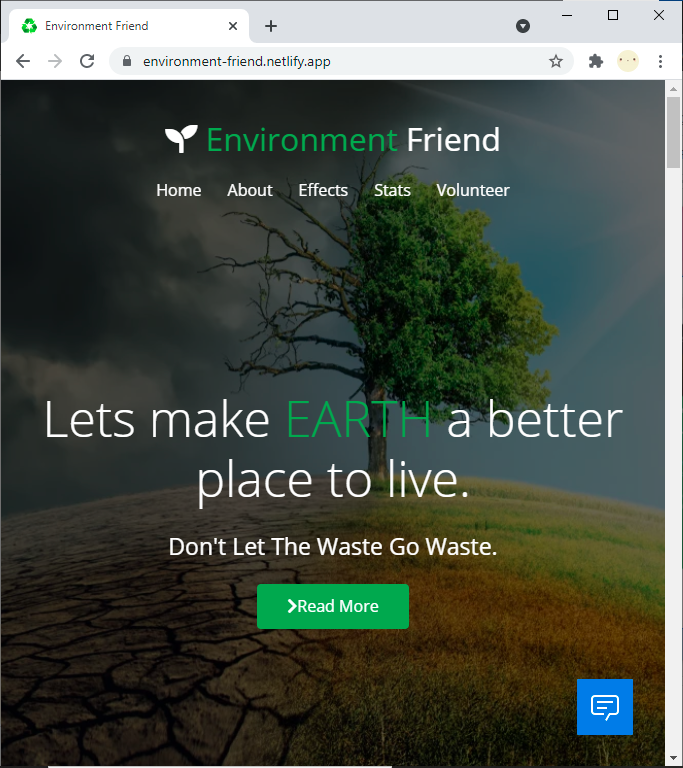 Environment Friend
environment-friend.netlify.app
Environment Friend
Home About Effects Stats Volunteer
Lets make EARTH a better
place to live.
Don't Let The Waste Go Waste.
Read More